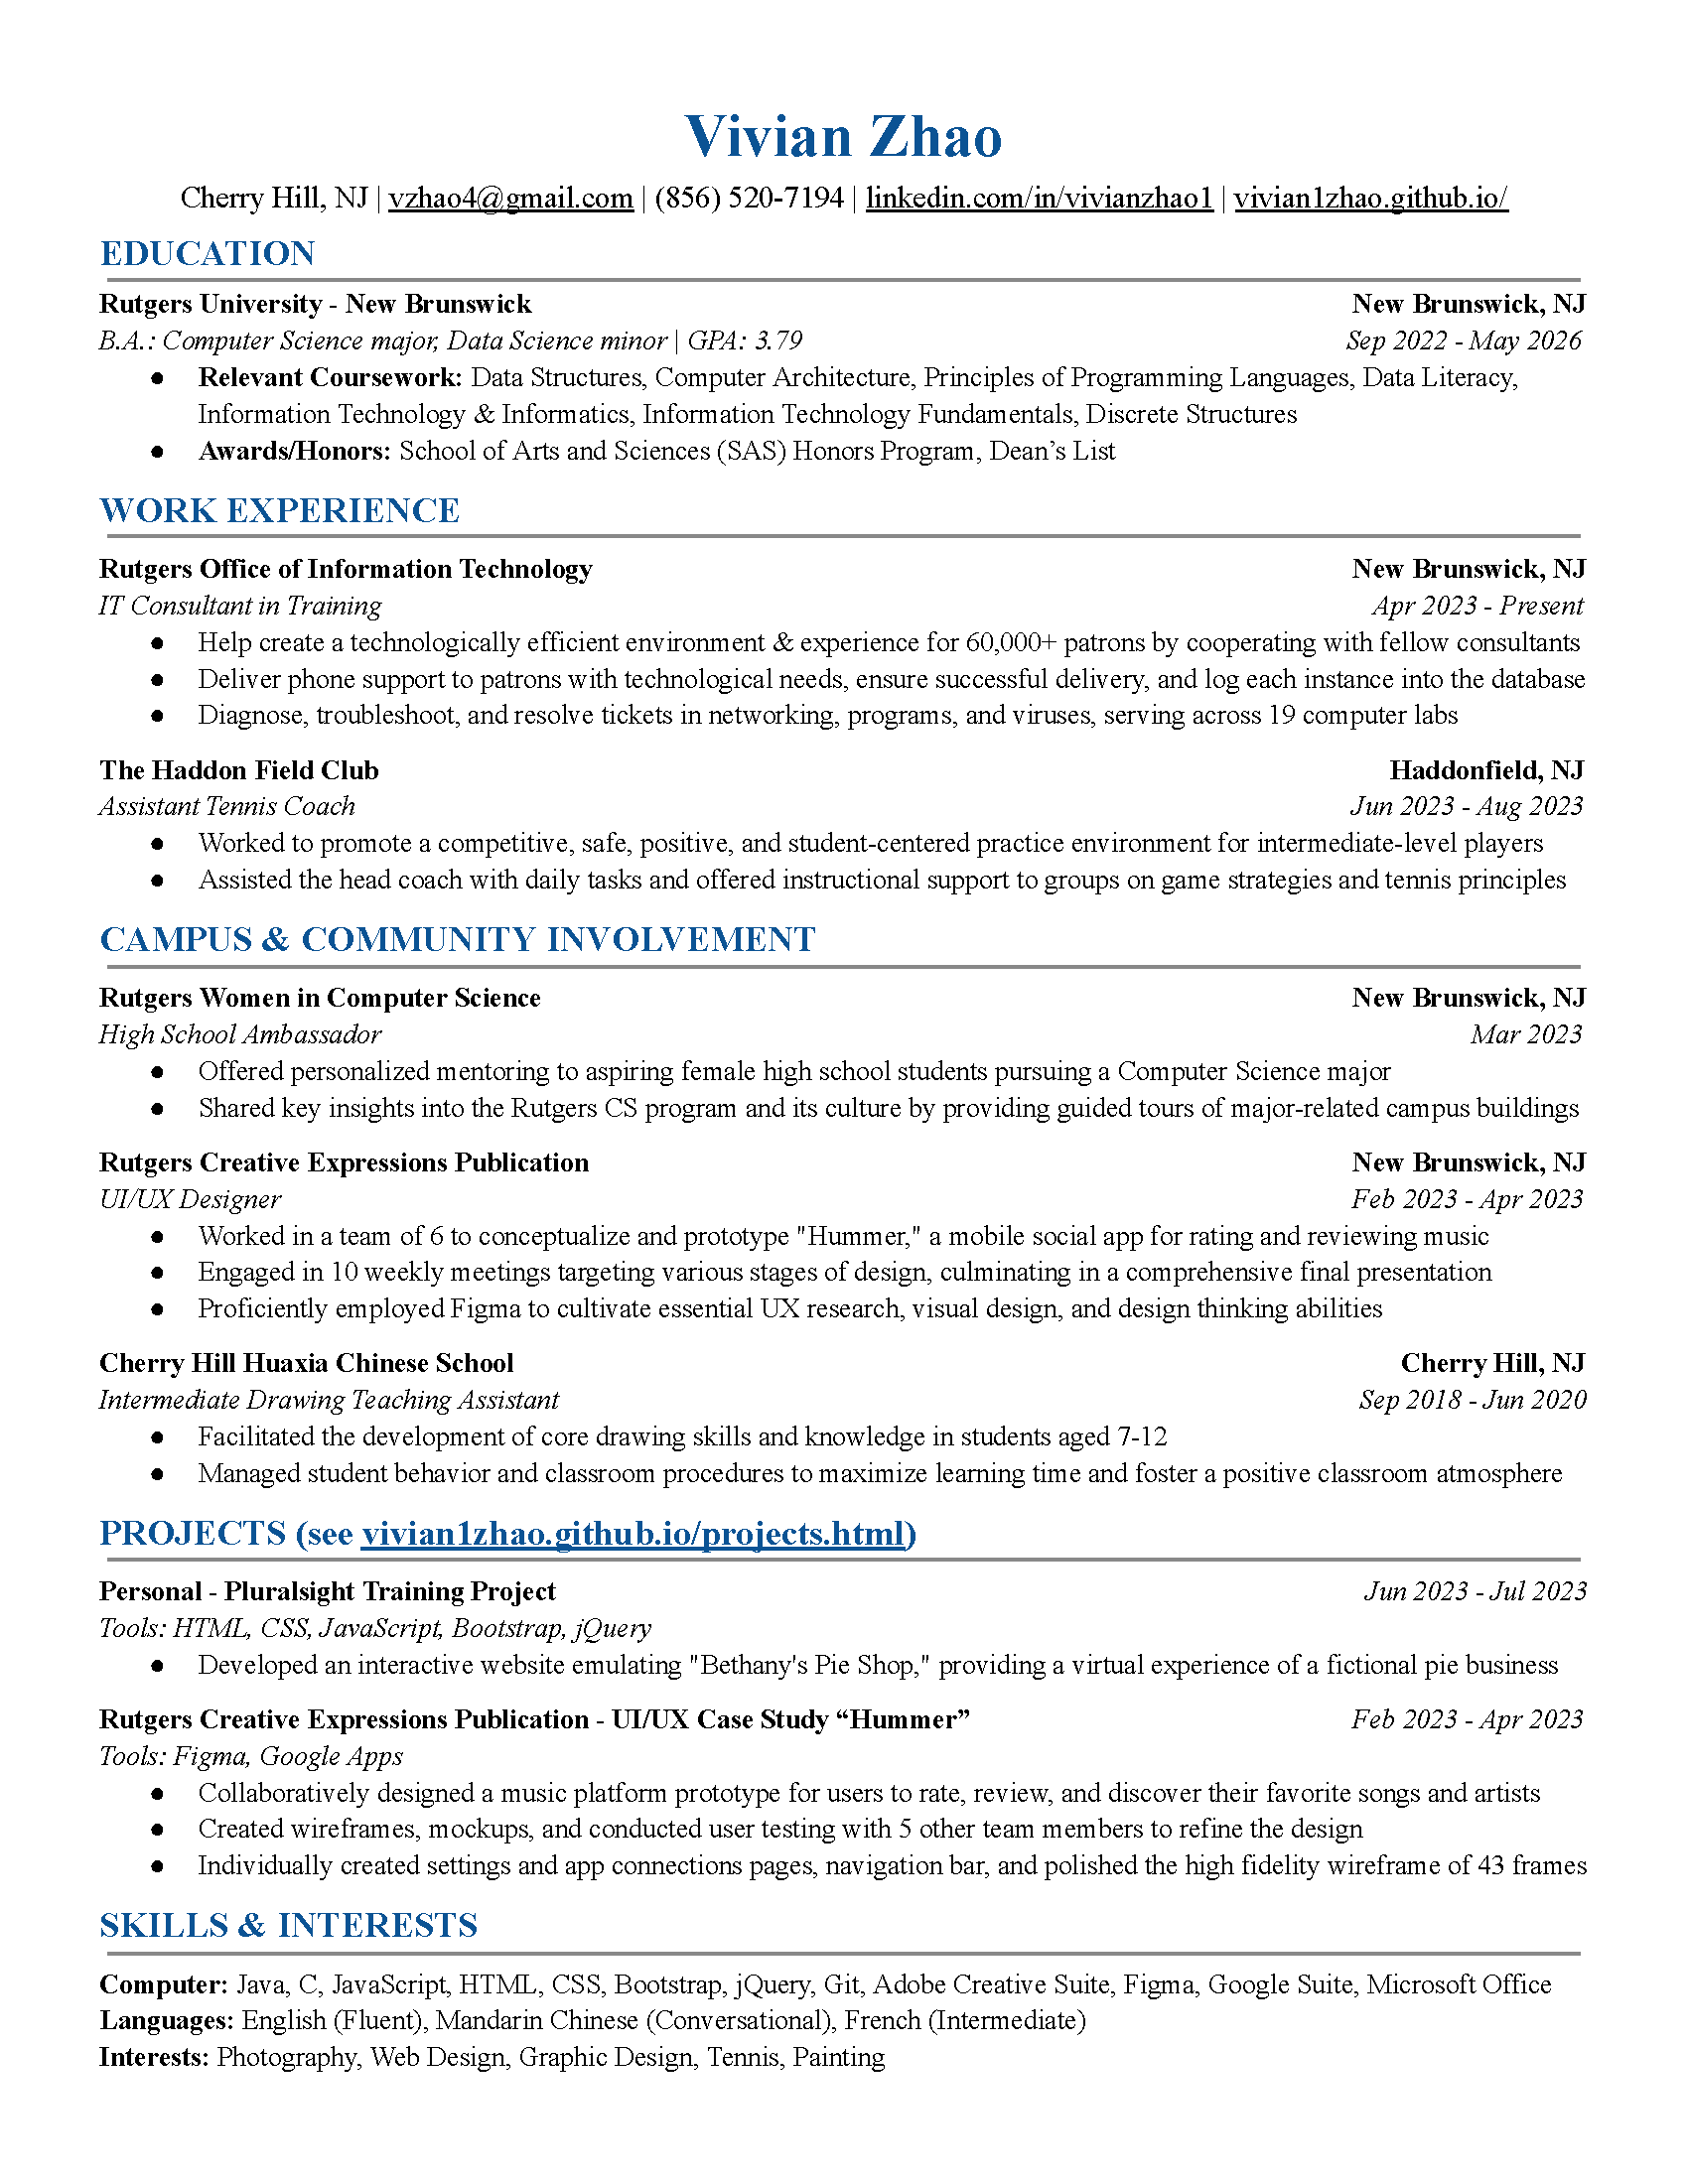 Vivian Zhao
Cherry Hill, NJ | vzhao4@gmail.com | (856) 520-7194 | linkedin.com/in/vivianzhao1 | vivian1zhao.github.io/
EDUCATION
Rutgers University - New Brunswick New Brunswick, NJ
B.A.: Computer Science major, Data Science minor | GPA: 3.79 Sep 2022 - May 2026
● Relevant Coursework: Data Structures, Computer Architecture, Principles of Programming Languages, Data Literacy,
Information Technology & Informatics, Information Technology Fundamentals, Discrete Structures
● Awards/Honors: School of Arts and Sciences (SAS) Honors Program, Dean’s List
WORK EXPERIENCE
Rutgers Office of Information Technology New Brunswick, NJ
IT Consultant in Training Apr 2023 - Present
● Help create a technologically efficient environment & experience for 60,000+ patrons by cooperating with fellow consultants
● Deliver phone support to patrons with technological needs, ensure successful delivery, and log each instance into the database
● Diagnose, troubleshoot, and resolve tickets in networking, programs, and viruses, serving across 19 computer labs
The Haddon Field Club Haddonfield, NJ
Assistant Tennis Coach Jun 2023 - Aug 2023
● Worked to promote a competitive, safe, positive, and student-centered practice environment for intermediate-level players
● Assisted the head coach with daily tasks and offered instructional support to groups on game strategies and tennis principles
CAMPUS & COMMUNITY INVOLVEMENT
Rutgers Women in Computer Science New Brunswick, NJ
High School Ambassador Mar 2023
● Offered personalized mentoring to aspiring female high school students pursuing a Computer Science major
● Shared key insights into the Rutgers CS program and its culture by providing guided tours of major-related campus buildings
Rutgers Creative Expressions Publication New Brunswick, NJ
UI/UX Designer Feb 2023 - Apr 2023
● Worked in a team of 6 to conceptualize and prototype "Hummer," a mobile social app for rating and reviewing music
● Engaged in 10 weekly meetings targeting various stages of design, culminating in a comprehensive final presentation
● Proficiently employed Figma to cultivate essential UX research, visual design, and design thinking abilities
Cherry Hill Huaxia Chinese School Cherry Hill, NJ
Intermediate Drawing Teaching Assistant Sep 2018 - Jun 2020
● Facilitated the development of core drawing skills and knowledge in students aged 7-12
● Managed student behavior and classroom procedures to maximize learning time and foster a positive classroom atmosphere
PROJECTS (see vivian1zhao.github.io/projects.html)
Personal - Pluralsight Training Project Jun 2023 - Jul 2023
Tools: HTML, CSS, JavaScript, Bootstrap, jQuery
● Developed an interactive website emulating "Bethany's Pie Shop," providing a virtual experience of a fictional pie business
Rutgers Creative Expressions Publication - UI/UX Case Study “Hummer” Feb 2023 - Apr 2023
Tools: Figma, Google Apps
● Collaboratively designed a music platform prototype for users to rate, review, and discover their favorite songs and artists
● Created wireframes, mockups, and conducted user testing with 5 other team members to refine the design
● Individually created settings and app connections pages, navigation bar, and polished the high fidelity wireframe of 43 frames
SKILLS & INTERESTS
Computer: Java, C, JavaScript, HTML, CSS, Bootstrap, jQuery, Git, Adobe Creative Suite, Figma, Google Suite, Microsoft Office
Languages: English (Fluent), Mandarin Chinese (Conversational), French (Intermediate)
Interests: Photography, Web Design, Graphic Design, Tennis, Painting